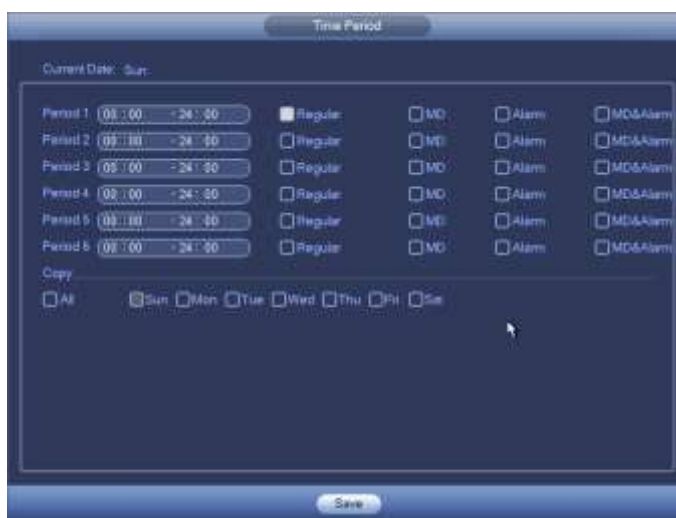 Time Period
Current Date: Sun
Period 1 00 : 00 - 24 : 00 Regular MD Alarm MD&Alarm
Period 2 00 : 00 - 24 : 00 Regular MD Alarm MD&Alarm
Period 3 00 : 00 - 24 : 00 Regular MD Alarm MD&Alarm
Period 4 00 : 00 - 24 : 00 Regular MD Alarm MD&Alarm
Period 5 00 : 00 - 24 : 00 Regular MD Alarm MD&Alarm
Period 6 00 : 00 - 24 : 00 Regular MD Alarm MD&Alarm
Copy
All Sun Mon Tue Wed Thu Fri Sat
Save